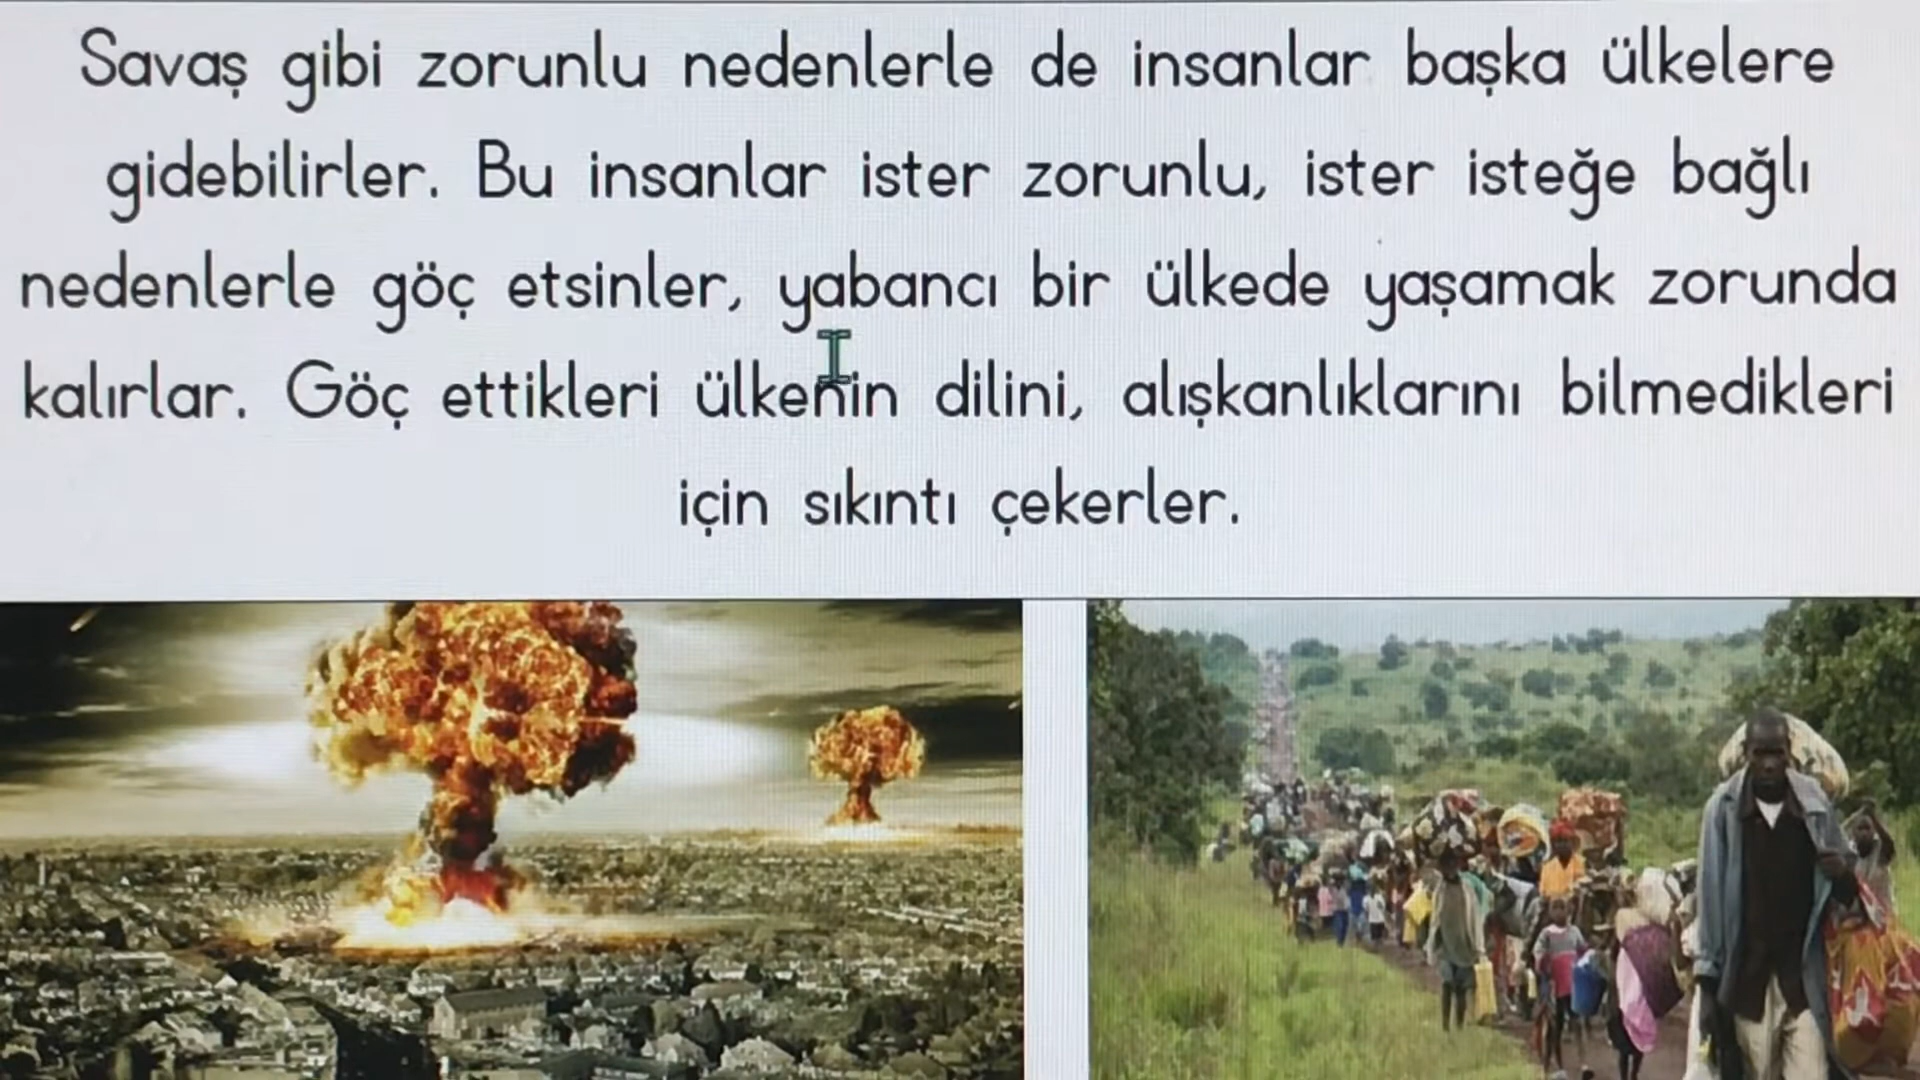 Savaş gibi zorunlu nedenlerle de insanlar başka ülkelere
gidebilirler. Bu insanlar ister zorunlu, ister isteğe bağlı
nedenlerle göç etsinler, yabancı bir ülkede yaşamak zorunda
kalırlar. Göç ettikleri ülkenin dilini, alışkanlıklarını bilmedikleri
için sıkıntı çekerler.